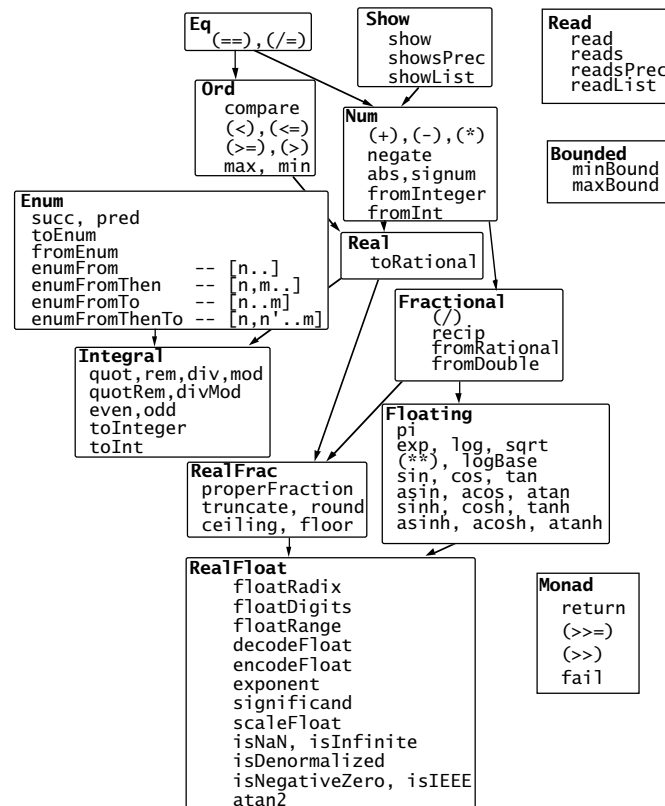 Eq
(==),(/=)
Show
show
showsPrec
showList
Read
read
reads
readsPrec
readList
Ord
compare
(<),(<=)
(>=),(>)
max, min
Num
(+),(-),(*)
negate
abs,signum
fromInteger
fromInt
Bounded
minBound
maxBound
Enum
succ, pred
toEnum
fromEnum
enumFrom -- [n..]
enumFromThen -- [n,m..]
enumFromTo -- [n..m]
enumFromThenTo -- [n,n'..m]
Real
toRational
Fractional
(/)
recip
fromRational
fromDouble
Integral
quot,rem,div,mod
quotRem,divMod
even,odd
toInteger
toInt
Floating
pi
exp, log, sqrt
(**), logBase
sin, cos, tan
asin, acos, atan
sinh, cosh, tanh
asinh, acosh, atanh
RealFrac
properFraction
truncate, round
ceiling, floor
RealFloat
floatRadix
floatDigits
floatRange
decodeFloat
encodeFloat
exponent
significand
scaleFloat
isNaN, isInfinite
isDenormalized
isNegativeZero, isIEEE
atan2
Monad
return
(>>=)
(>>)
fail